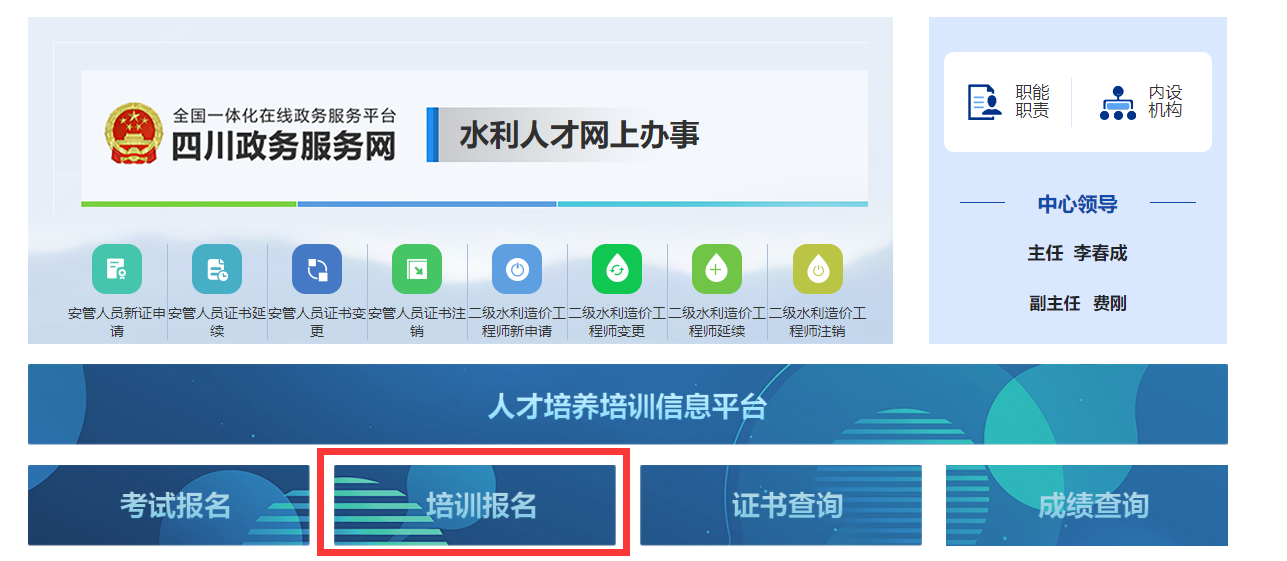 全国一体化在线政务服务平台
四川政务服务网
水利人才网上办事
安管人员新证申
请
安管人员证书延
续
安管人员证书变
更
安管人员证书注
销
二级水利造价工
程师新申请
二级水利造价工
程师变更
二级水利造价工
程师延续
二级水利造价工
程师注销
职能
职责
内设
机构
中心领导
主任 李春成
副主任 费刚
人才培养培训信息平台
考试报名
培训报名
证书查询
成绩查询